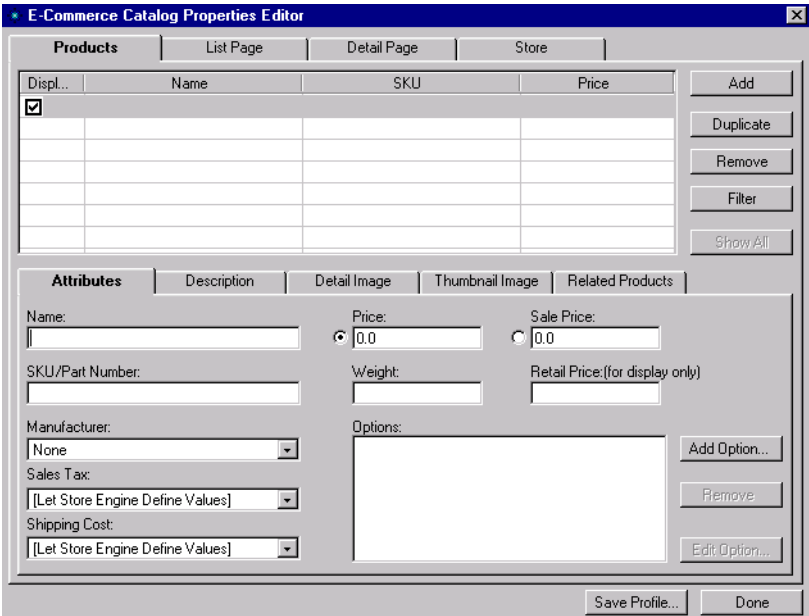 E-Commerce Catalog Properties Editor
Products List Page Detail Page Store
Displ... Name SKU Price
Add
Duplicate
Remove
Filter
Show All
Attributes Description Detail Image Thumbnail Image Related Products
Name: Price: Sale Price:
0.0 0.0
SKU/Part Number: Weight: Retail Price:(for display only)
Manufacturer: Options:
None Add Option...
Sales Tax:
[Let Store Engine Define Values] Remove
Shipping Cost:
[Let Store Engine Define Values] Edit Option...
Save Profile... Done